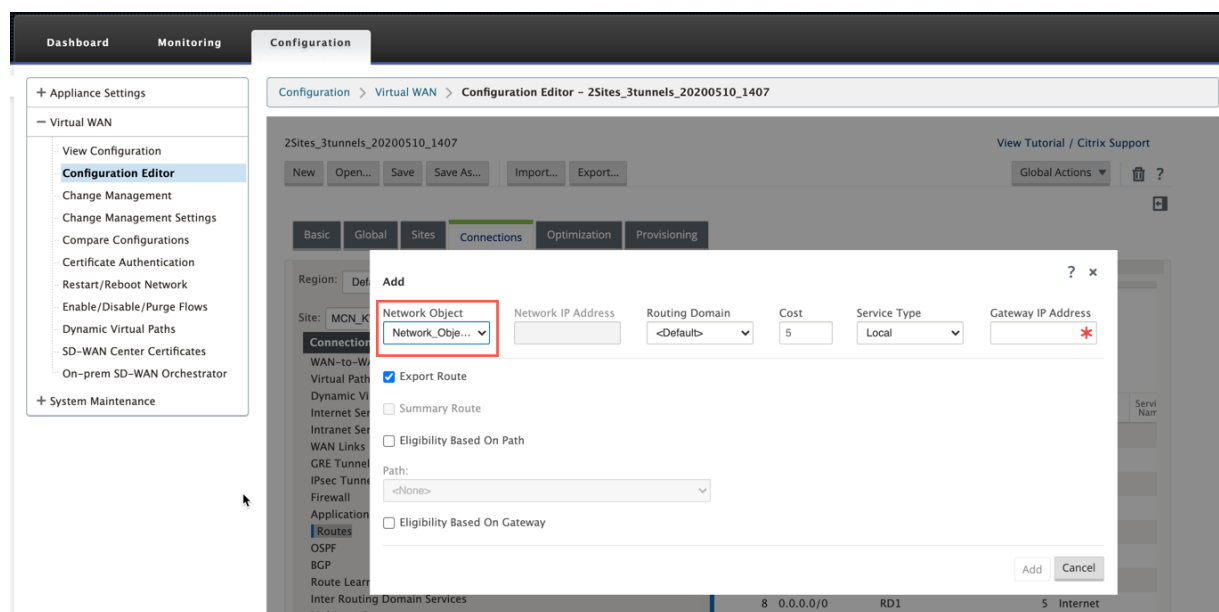 Dashboard Monitoring Configuration
+ Appliance Settings
− Virtual WAN
View Configuration
Configuration Editor
Change Management
Change Management Settings
Compare Configurations
Certificate Authentication
Restart/Reboot Network
Enable/Disable/Purge Flows
Dynamic Virtual Paths
SD-WAN Center Certificates
On-prem SD-WAN Orchestrator
+ System Maintenance
Configuration > Virtual WAN > Configuration Editor - 2Sites_3tunnels_20200510_1407
2Sites_3tunnels_20200510_1407 View Tutorial / Citrix Support
New Open... Save Save As... Import... Export... Global Actions ▼ ?
Basic Global Sites Connections Optimization Provisioning
Region: Def
Site: MCN_K
Connection
WAN-to-WA
Virtual Path
Dynamic Vi
Internet Ser
Intranet Ser
WAN Links
GRE Tunnel
IPsec Tunne
Firewall
Application
Routes
OSPF
BGP
Route Learr
Inter Routing Domain Services
Add ? ×
Network Object Network IP Address Routing Domain Cost Service Type Gateway IP Address
Network_Obje... <Default> 5 Local *
Export Route
Summary Route
Eligibility Based On Path
Path:
<None>
Eligibility Based On Gateway
Add Cancel
Servi
Nam
8 0.0.0.0/0 RD1 5 Internet